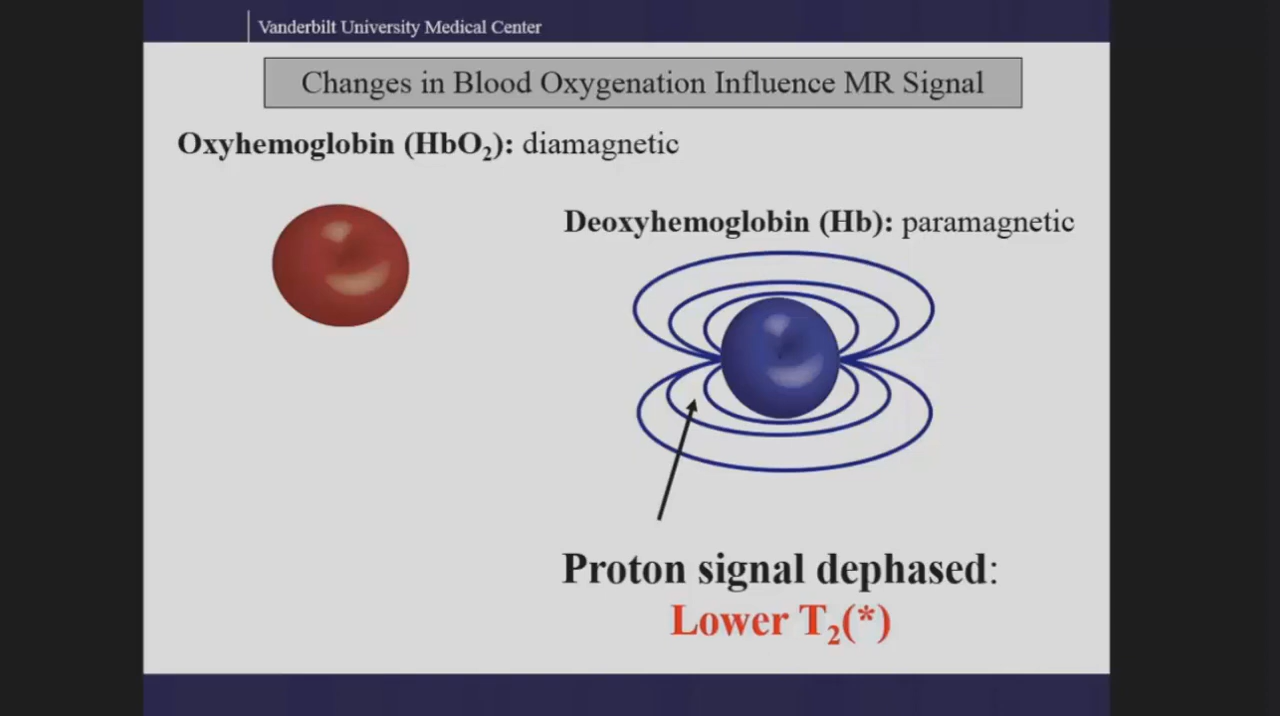 Vanderbilt University Medical Center
Changes in Blood Oxygenation Influence MR Signal
Oxyhemoglobin (HbO₂): diamagnetic
Deoxyhemoglobin (Hb): paramagnetic
Proton signal dephased:
Lower T₂(*)